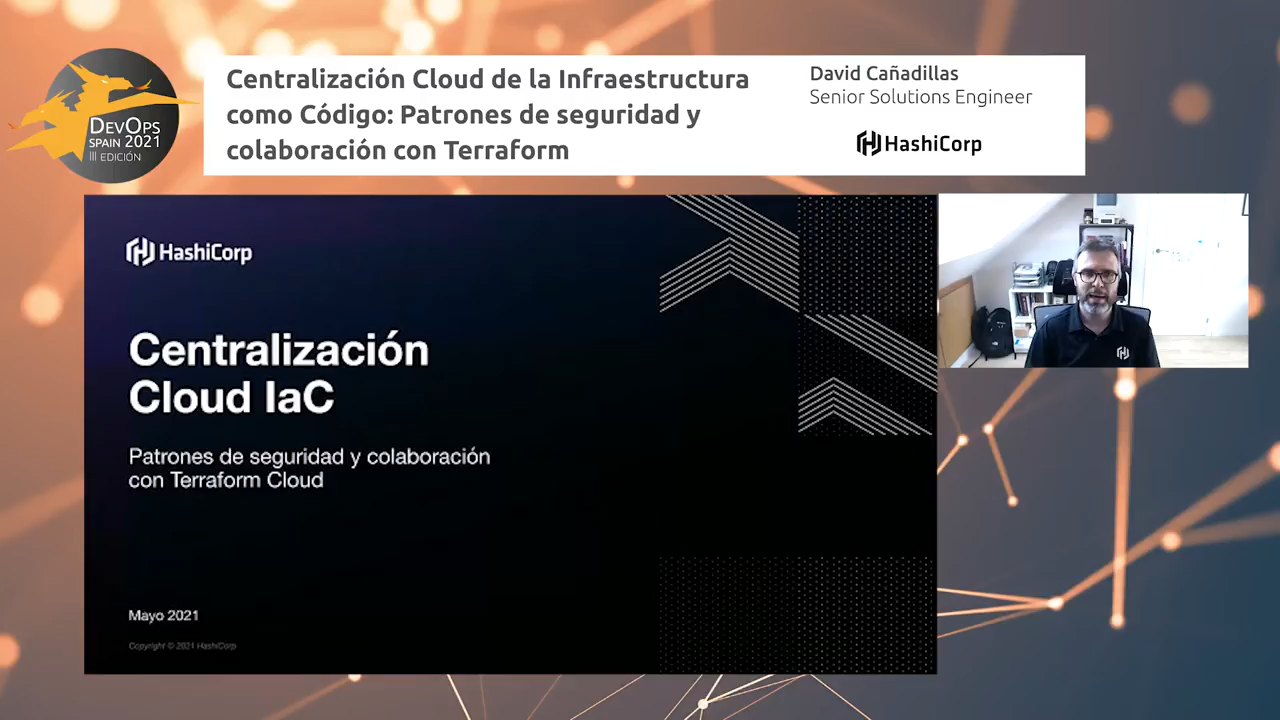 DevOps
SPAIN 2021
III EDICIÓN
Centralización Cloud de la Infraestructura
como Código: Patrones de seguridad y
colaboración con Terraform
David Cañadillas
Senior Solutions Engineer
HashiCorp
HashiCorp
Centralización
Cloud IaC
Patrones de seguridad y colaboración
con Terraform Cloud
Mayo 2021
Copyright © 2021 HashiCorp